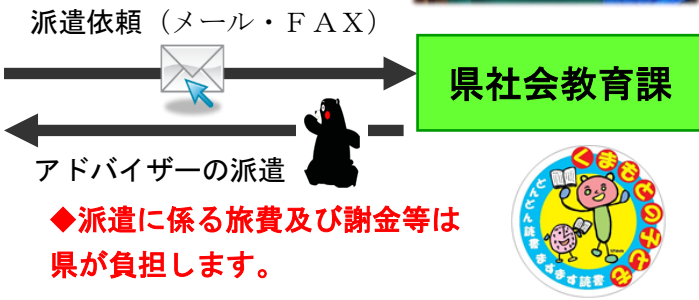 派遣依頼（メール・ＦＡＸ）
県社会教育課
アドバイザーの派遣
◆派遣に係る旅費及び謝金等は
県が負担します。
くまもとの子ども
どんどん読書 ますます読書